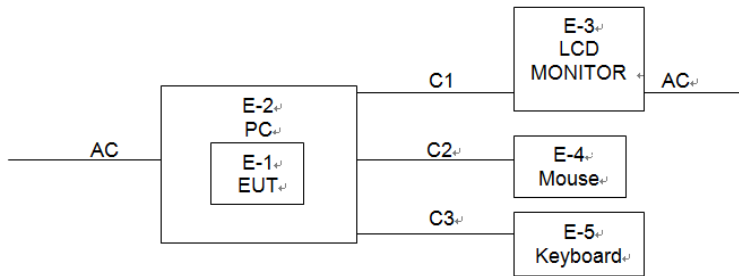 AC
E-2
PC
E-1
EUT
C1
C2
C3
E-3
LCD
MONITOR
AC
E-4
Mouse
E-5
Keyboard